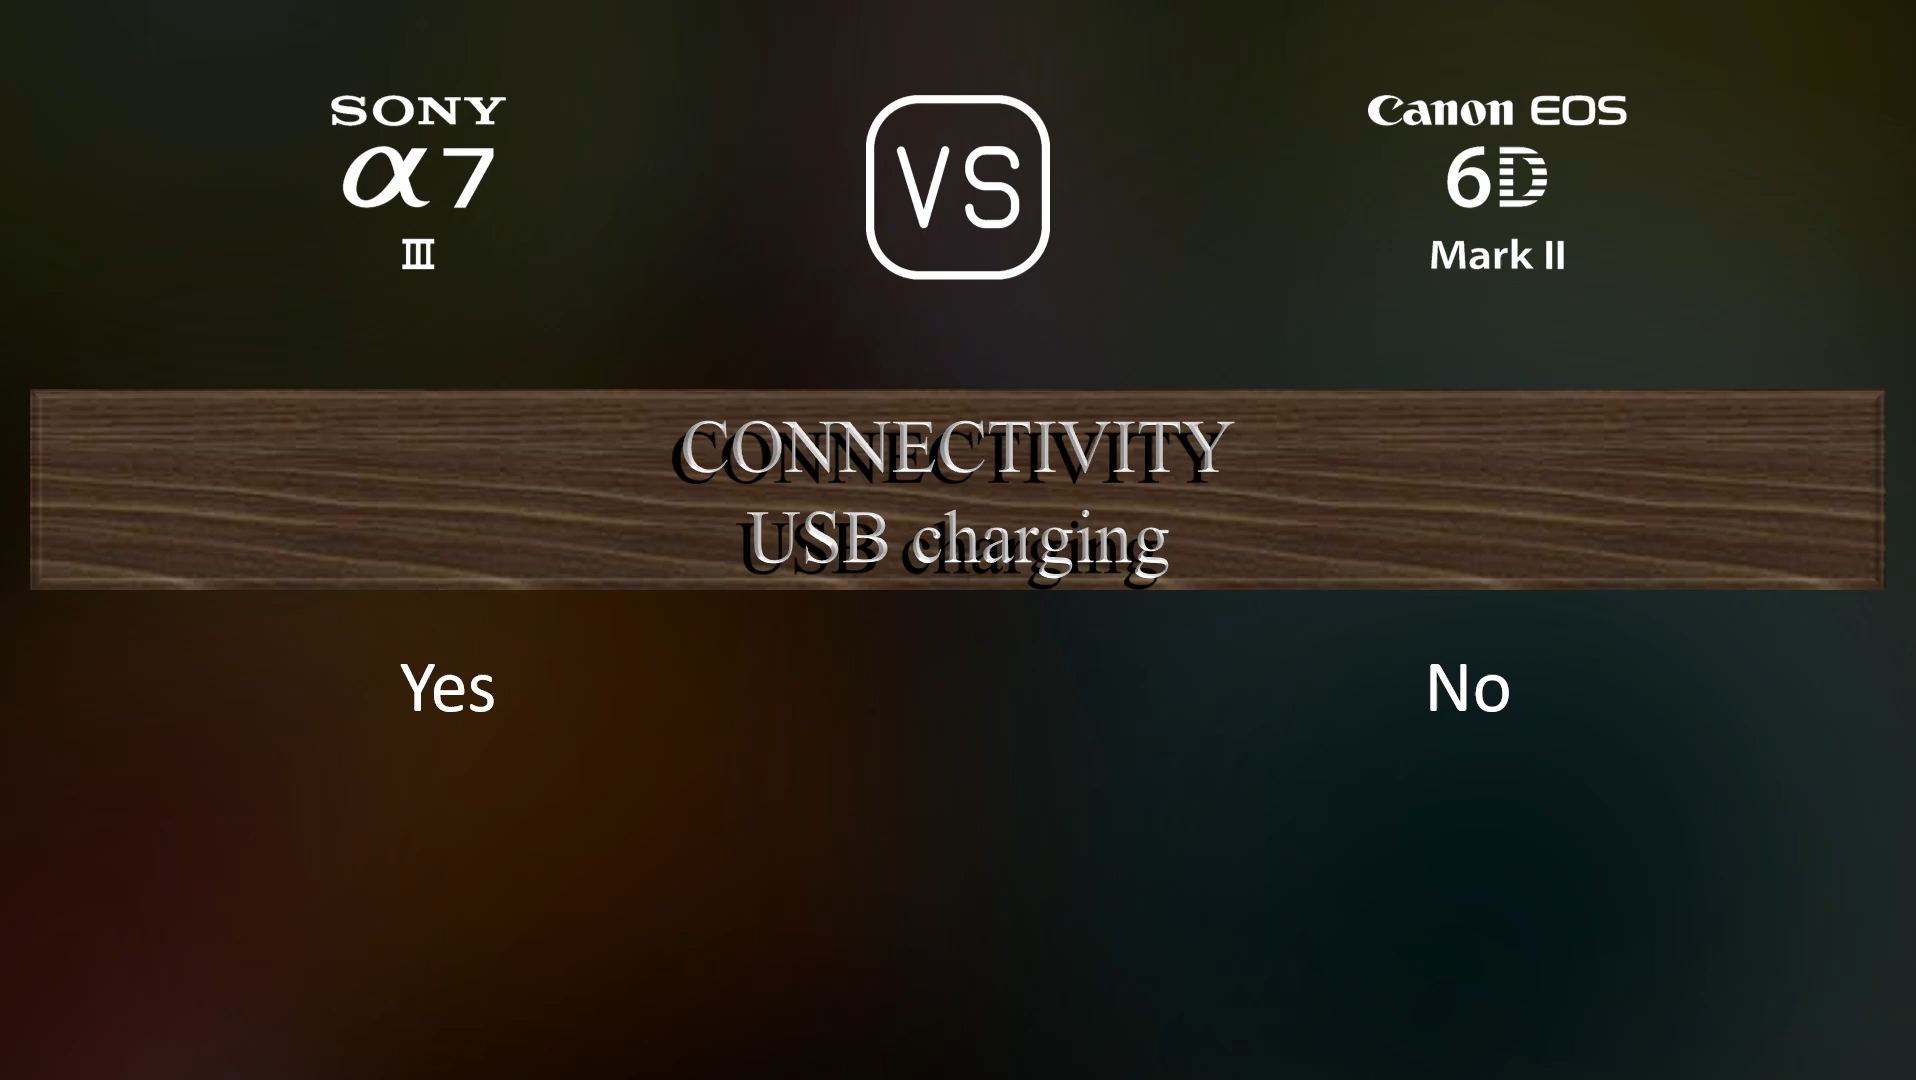 SONY
α7
III
VS
Canon EOS
6D
Mark II
CONNECTIVITY
USB charging
Yes
No